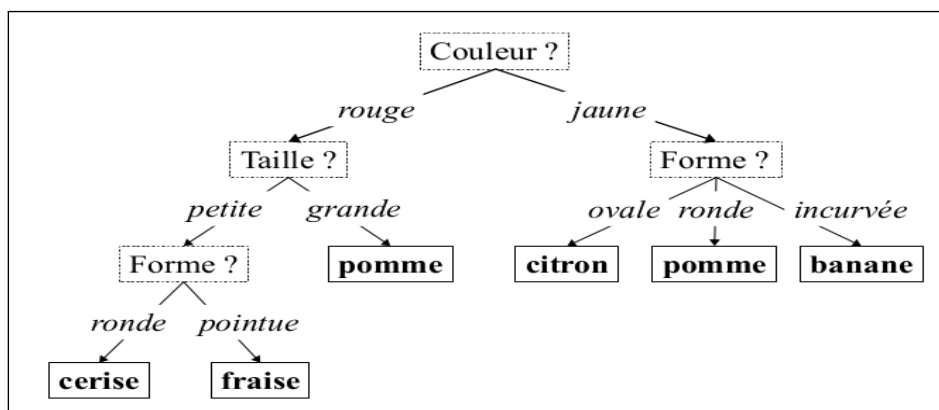 Couleur ?
rouge jaune
Taille ? Forme ?
petite grande ovale ronde incurvée
Forme ? pomme citron pomme banane
ronde pointue
cerise fraise